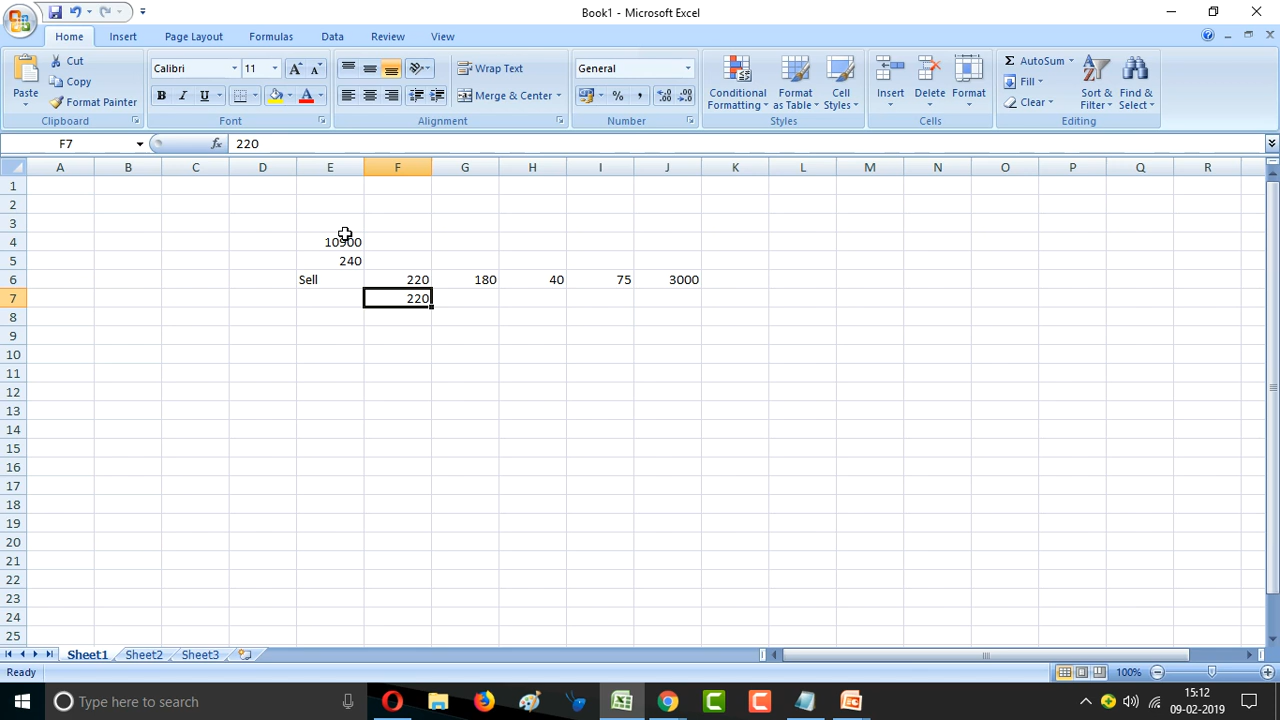 Book1 - Microsoft Excel
Home Insert Page Layout Formulas Data Review View
Paste
Cut
Copy
Format Painter
Clipboard
Calibri 11
B I U
Font
Wrap Text
Merge & Center
Alignment
General
Number
Conditional Formatting
Format as Table
Cell Styles
Styles
Insert
Delete
Format
Cells
Σ AutoSum
Fill
Clear
Sort & Filter
Find & Select
Editing
F7 fx 220
A B C D E F G H I J K L M N O P Q R
1
2
3
4 10900
5 240
6 Sell 220 180 40 75 3000
7 220
8
9
10
11
12
13
14
15
16
17
18
19
20
21
22
23
24
25
Sheet1 Sheet2 Sheet3
Ready 100%
Type here to search
15:12
09-02-2019